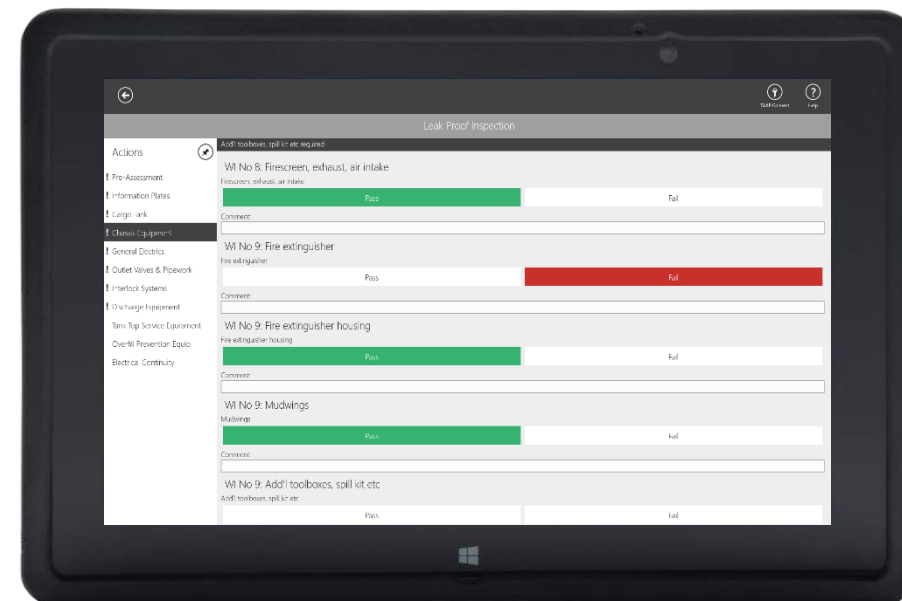 TASP Connect
Help
Leak Proof Inspection
Actions
Add'l toolboxes, spill kit etc required
! Pre-Assessment
! Information Plates
! Cargo Tank
! Chassis Equipment
! General Electrics
! Outlet Valves & Pipework
! Interlock Systems
! Discharge Equipment
Tank Top Service Equipment
Overfill Prevention Equip
Electrical Continuity
WI No 8: Firescreen, exhaust, air intake
Firescreen, exhaust, air intake
Pass Fail
Comment:
WI No 9: Fire extinguisher
Fire extinguisher
Pass Fail
Comment:
WI No 9: Fire extinguisher housing
Fire extinguisher housing
Pass Fail
Comment:
WI No 9: Mudwings
Mudwings
Pass Fail
Comment:
WI No 9: Add'l toolboxes, spill kit etc
Add'l toolboxes, spill kit etc
Pass Fail